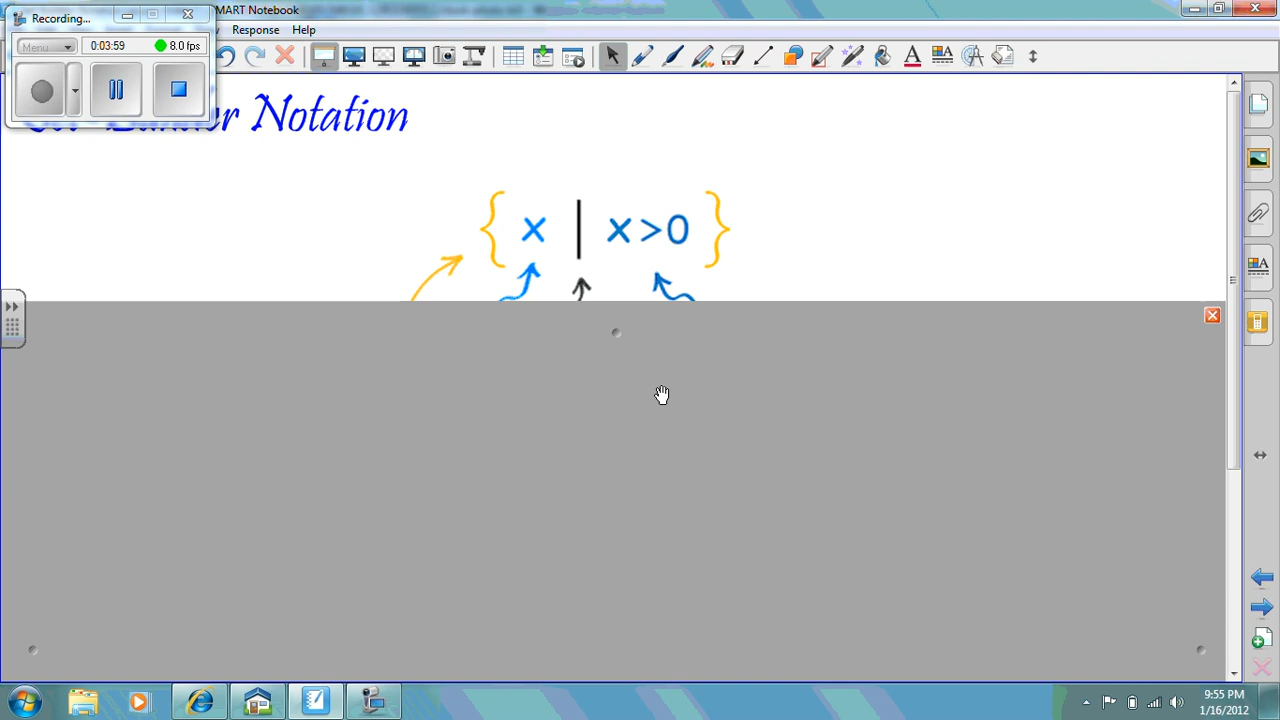 Recording...
SMART Notebook
Response Help
Menu 0:03:59 8.0 fps
Notation
{ x | x>0 }
9:55 PM
1/16/2012